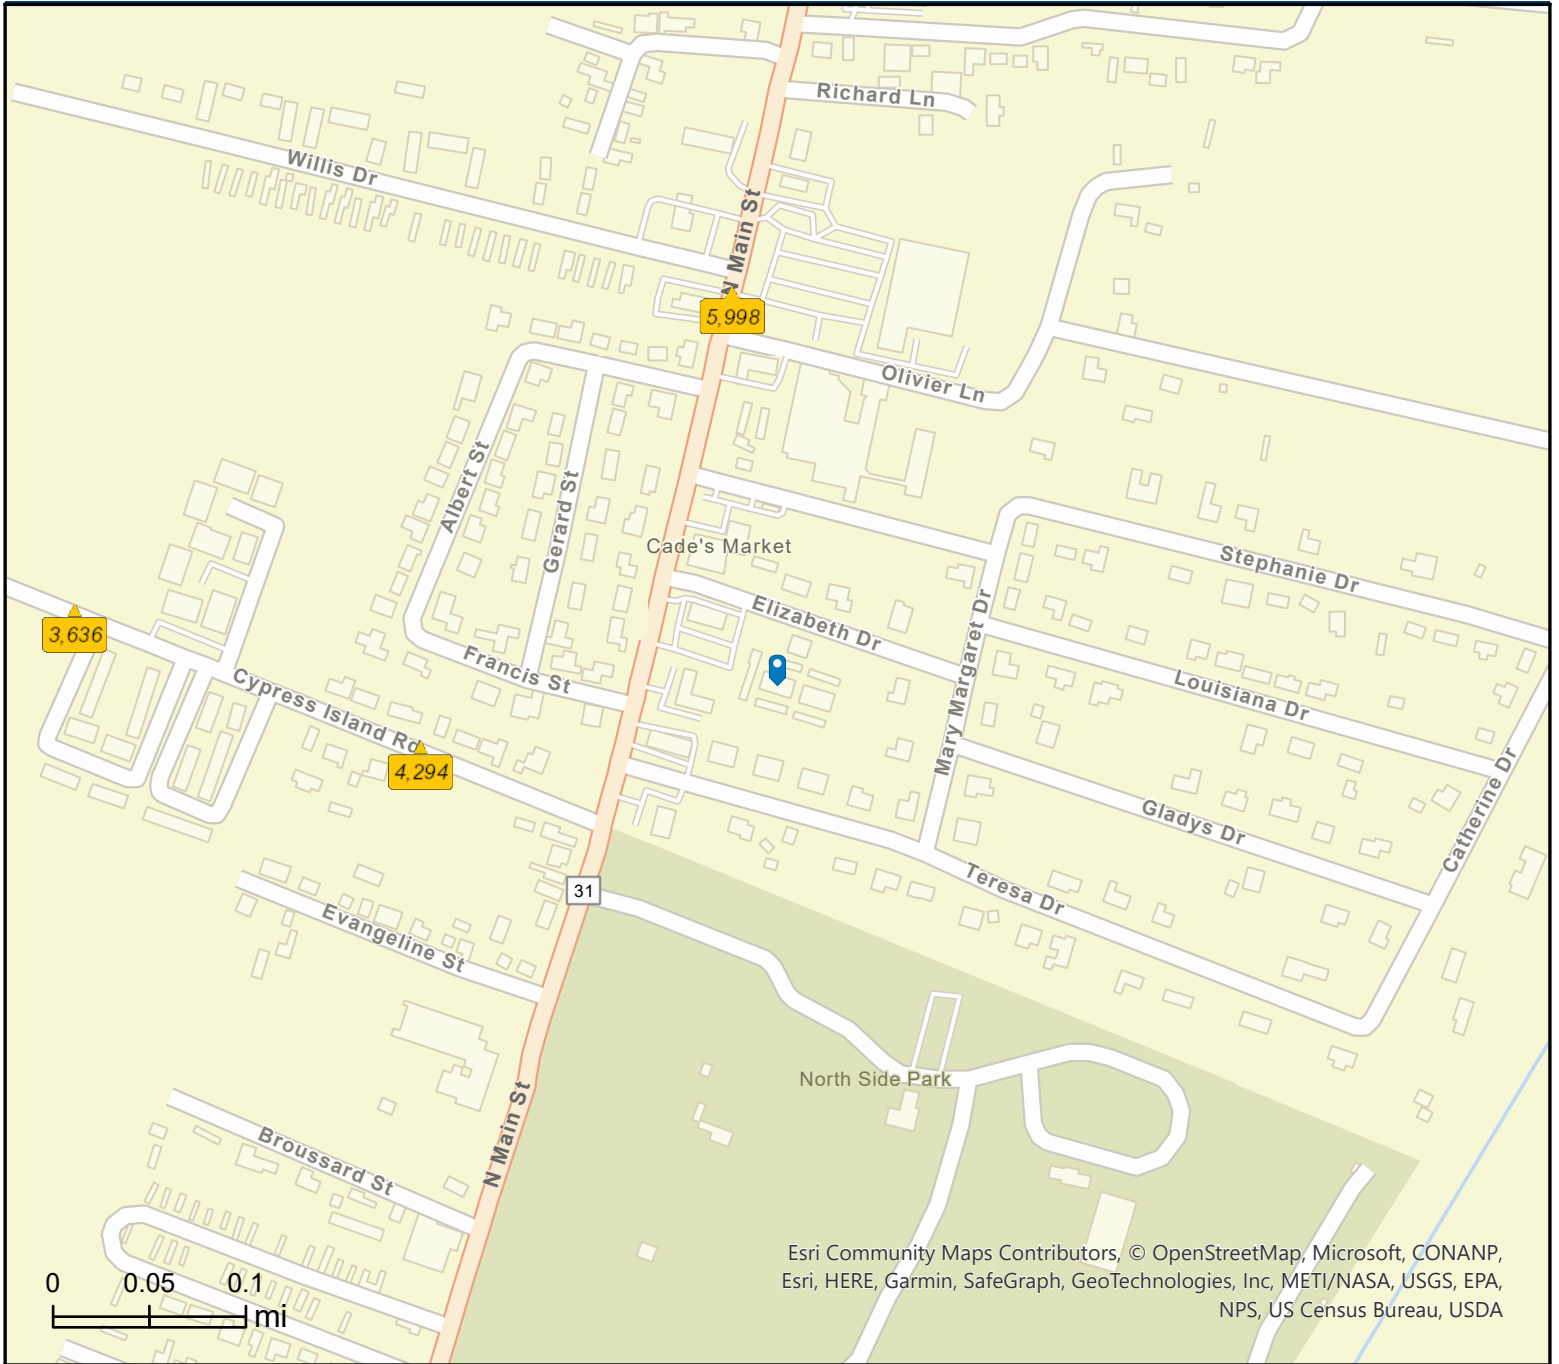 Richard Ln
Willis Dr
N Main St
5,998
Olivier Ln
Albert St
Gerard St
Cade's Market
Stephanie Dr
Elizabeth Dr
3,636
Francis St
Mary Margaret Dr
Louisiana Dr
Cypress Island Rd
4,294
Gladys Dr
Catherine Dr
31
Teresa Dr
Evangeline St
North Side Park
N Main St
Broussard St
Esri Community Maps Contributors, © OpenStreetMap, Microsoft, CONANP,
Esri, HERE, Garmin, SafeGraph, GeoTechnologies, Inc, METI/NASA, USGS, EPA,
NPS, US Census Bureau, USDA
0 0.05 0.1
mi